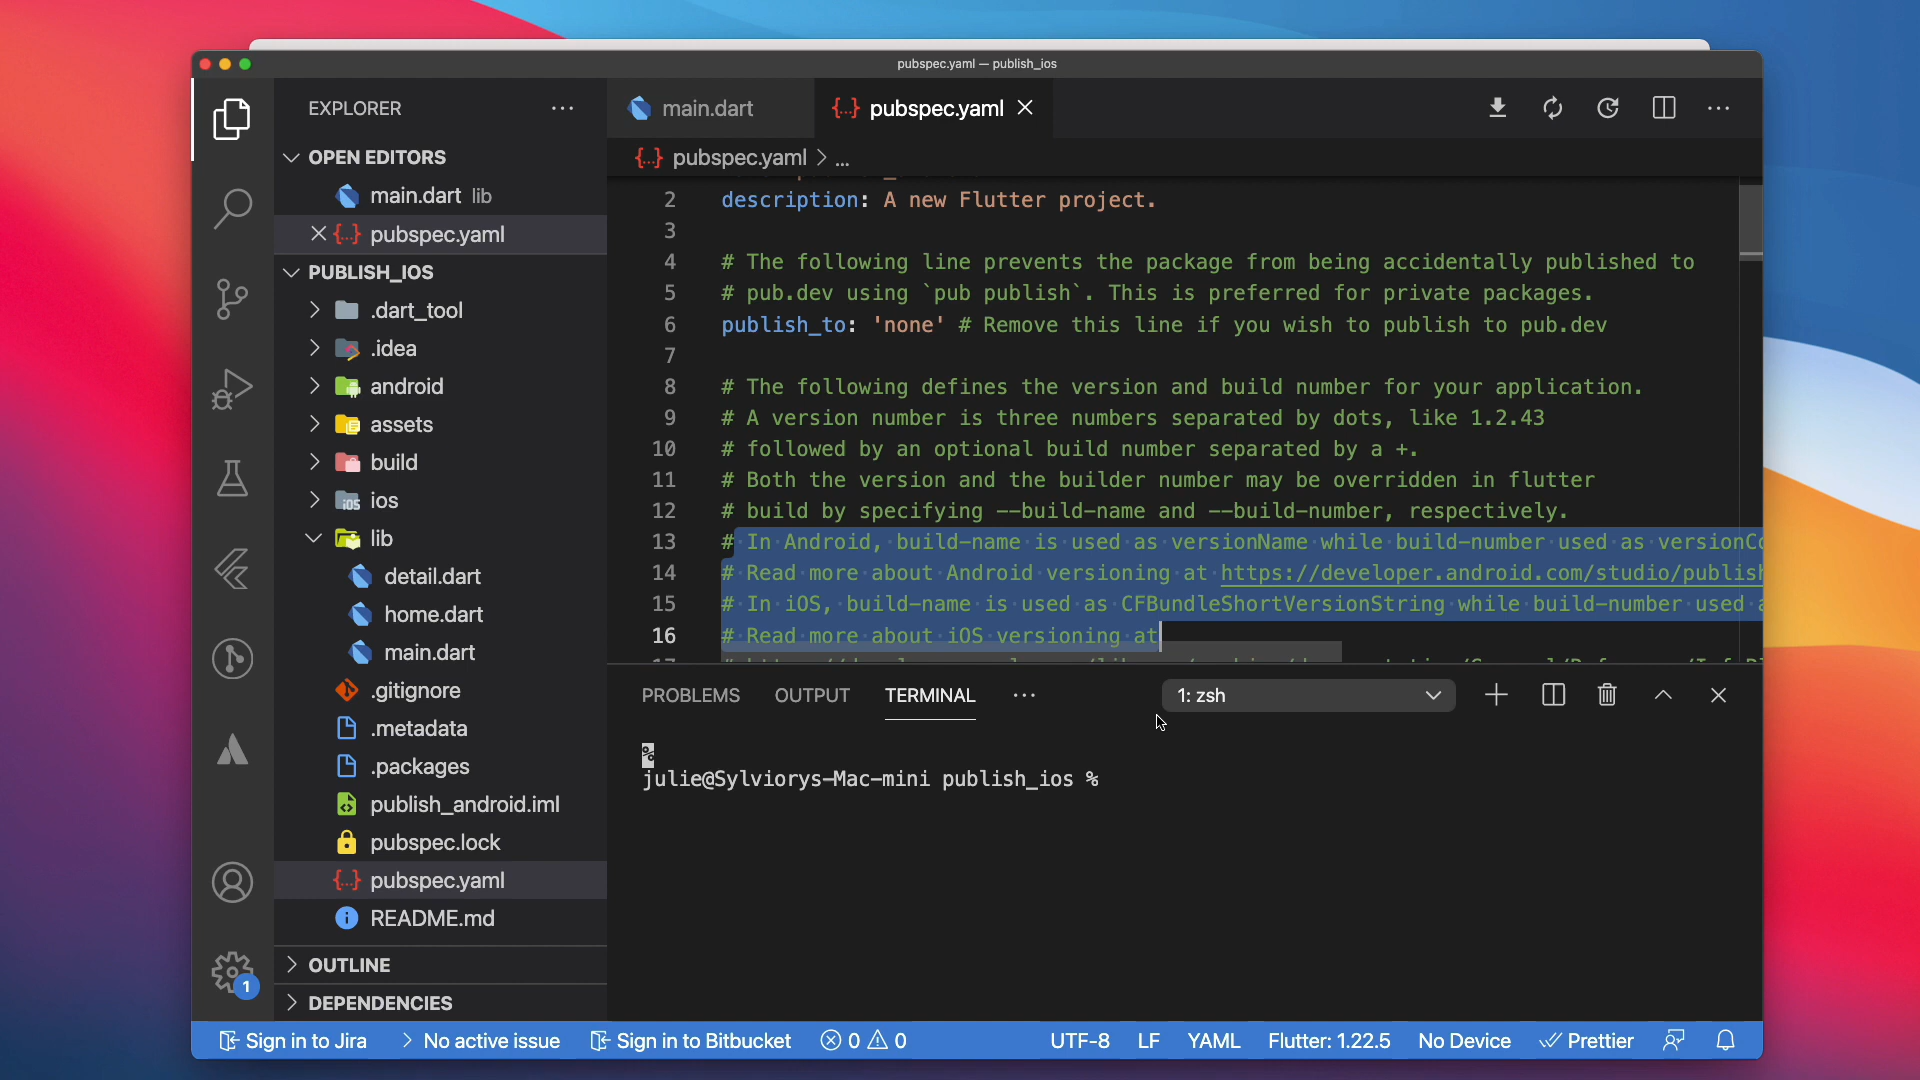 pubspec.yaml — publish_ios
EXPLORER
main.dart
{..} pubspec.yaml
{..} pubspec.yaml > ...
OPEN EDITORS
main.dart lib
{..} pubspec.yaml
PUBLISH_IOS
.dart_tool
.idea
android
assets
build
ios
lib
detail.dart
home.dart
main.dart
.gitignore
.metadata
.packages
publish_android.iml
pubspec.lock
{..} pubspec.yaml
README.md
OUTLINE
DEPENDENCIES
2 description: A new Flutter project.
3
4 # The following line prevents the package from being accidentally published to
5 # pub.dev using `pub publish`. This is preferred for private packages.
6 publish_to: 'none' # Remove this line if you wish to publish to pub.dev
7
8 # The following defines the version and build number for your application.
9 # A version number is three numbers separated by dots, like 1.2.43
10 # followed by an optional build number separated by a +.
11 # Both the version and the builder number may be overridden in flutter
12 # build by specifying --build-name and --build-number, respectively.
13 # In Android, build-name is used as versionName while build-number used as versionCo
14 # Read more about Android versioning at https://developer.android.com/studio/publish
15 # In iOS, build-name is used as CFBundleShortVersionString while build-number used a
16 # Read more about iOS versioning at
PROBLEMS OUTPUT TERMINAL
1: zsh
%
julie@Sylviorys-Mac-mini publish_ios %
1
Sign in to Jira
No active issue
Sign in to Bitbucket
0 0
UTF-8 LF YAML Flutter: 1.22.5 No Device Prettier